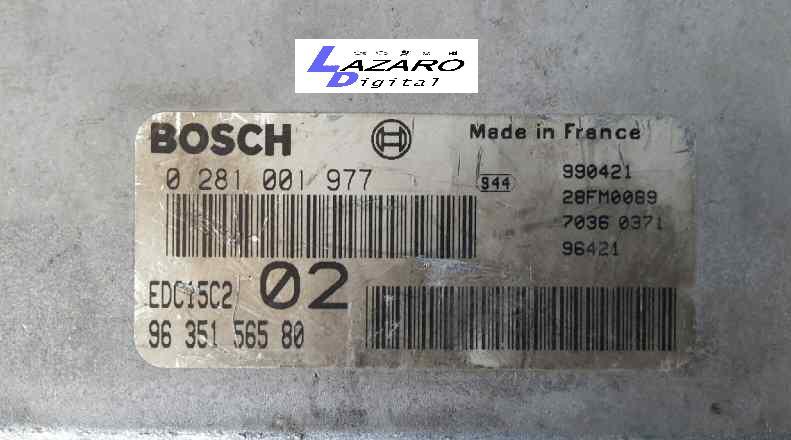 LAZARO
Digital
BOSCH
Made in France
0 281 001 977
944
990421
28FM0089
7036 0371
96421
EDC15C2
02
96 351 565 80